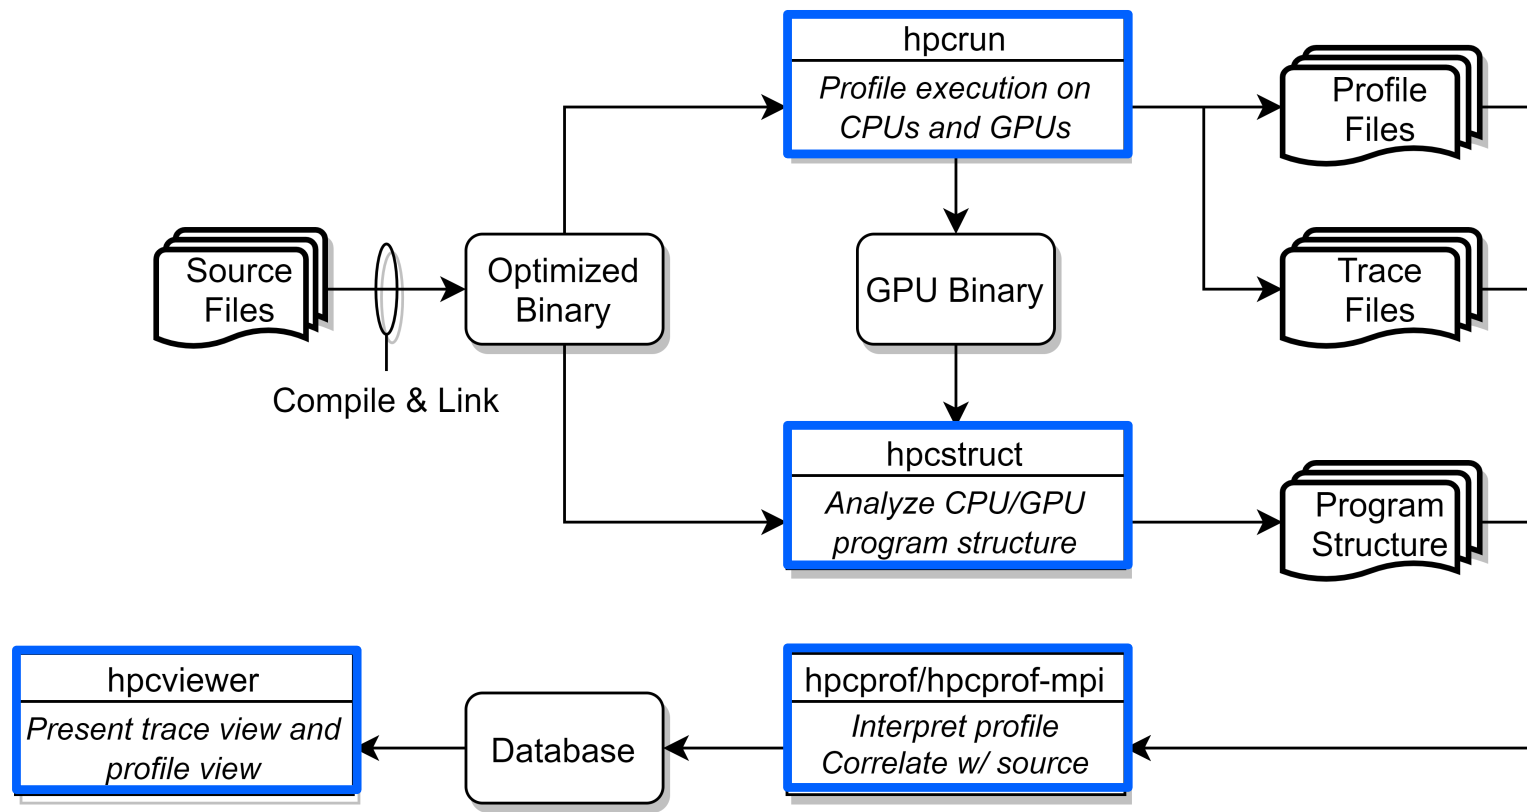 hpcrun
Profile execution on
CPUs and GPUs
Profile
Files
Source
Files
Compile & Link
Optimized
Binary
GPU Binary
Trace
Files
hpcstruct
Analyze CPU/GPU
program structure
Program
Structure
hpcviewer
Present trace view and
profile view
Database
hpcprof/hpcprof-mpi
Interpret profile
Correlate w/ source